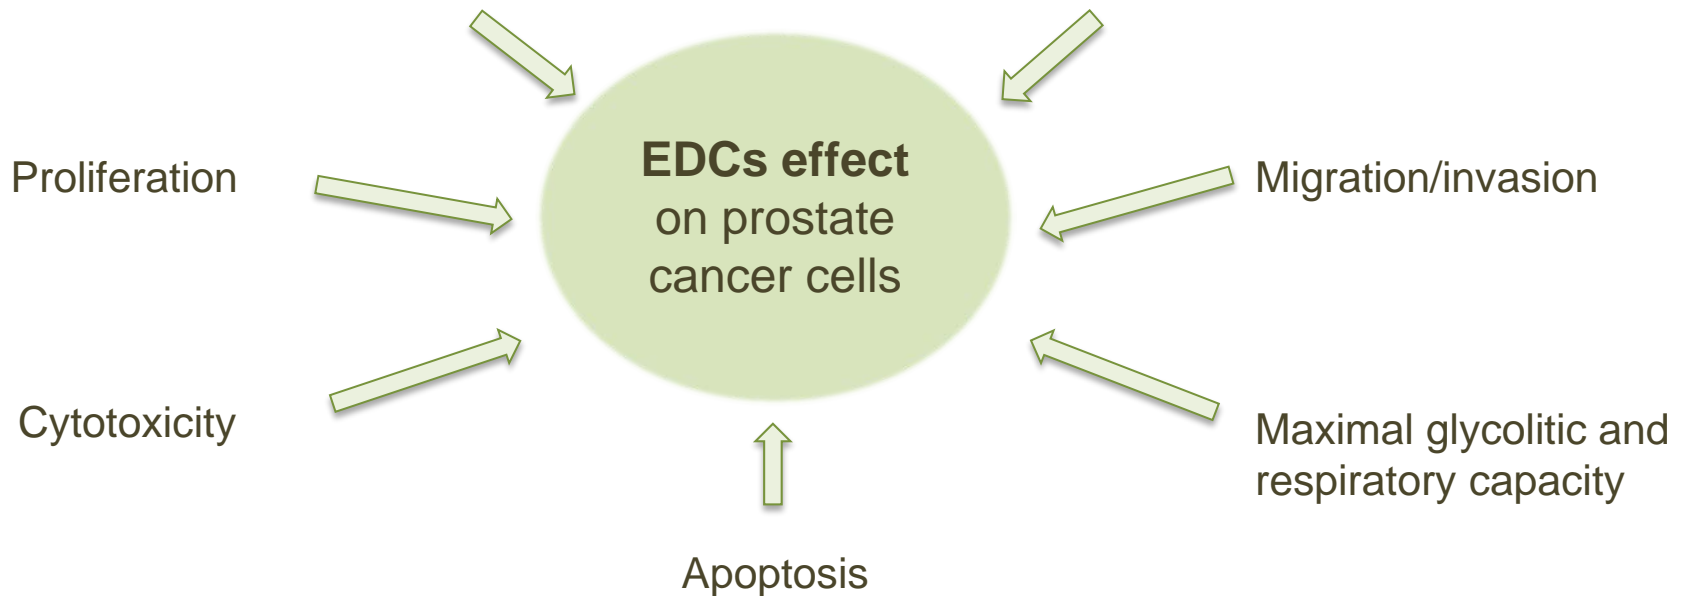 EDCs effect
on prostate
cancer cells
Proliferation
Migration/invasion
Cytotoxicity
Maximal glycolitic and
respiratory capacity
Apoptosis